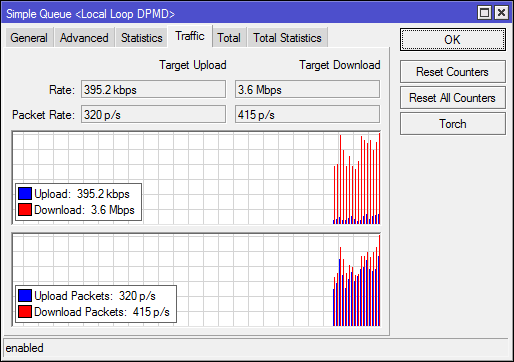 Simple Queue <Local Loop DPMD>
General Advanced Statistics Traffic Total Total Statistics
OK
Target Upload Target Download
Rate: 395.2 kbps 3.6 Mbps
Reset Counters
Packet Rate: 320 p/s 415 p/s
Reset All Counters
Torch
Upload: 395.2 kbps
Download: 3.6 Mbps
Upload Packets: 320 p/s
Download Packets: 415 p/s
enabled